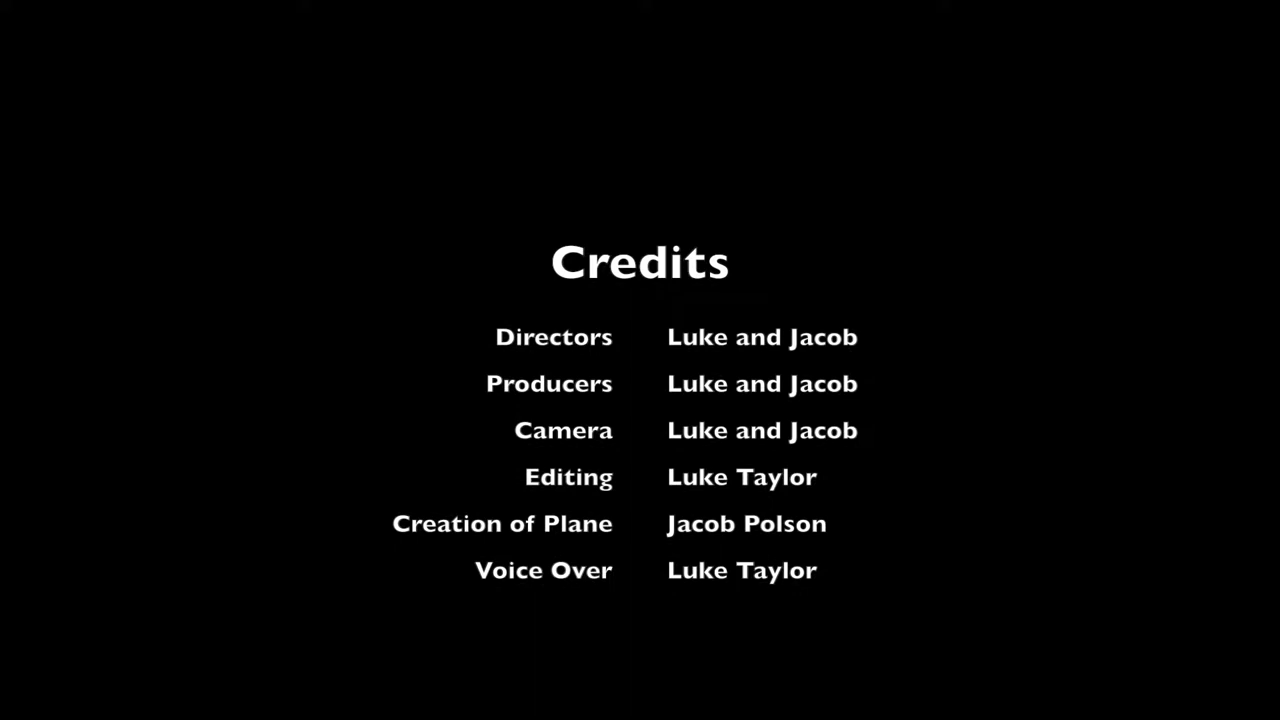 Credits
Directors Luke and Jacob
Producers Luke and Jacob
Camera Luke and Jacob
Editing Luke Taylor
Creation of Plane Jacob Polson
Voice Over Luke Taylor